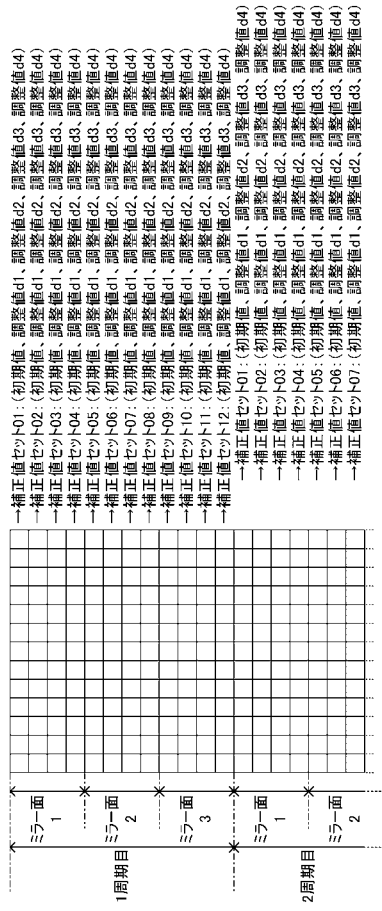 →補正値セット01:(初期値、調整値d1、調整値d2、調整値d3、調整値d4)
→補正値セット02:(初期値、調整値d1、調整値d2、調整値d3、調整値d4)
→補正値セット03:(初期値、調整値d1、調整値d2、調整値d3、調整値d4)
→補正値セット04:(初期値、調整値d1、調整値d2、調整値d3、調整値d4)
→補正値セット05:(初期値、調整値d1、調整値d2、調整値d3、調整値d4)
→補正値セット06:(初期値、調整値d1、調整値d2、調整値d3、調整値d4)
→補正値セット07:(初期値、調整値d1、調整値d2、調整値d3、調整値d4)
→補正値セット08:(初期値、調整値d1、調整値d2、調整値d3、調整値d4)
→補正値セット09:(初期値、調整値d1、調整値d2、調整値d3、調整値d4)
→補正値セット10:(初期値、調整値d1、調整値d2、調整値d3、調整値d4)
→補正値セット11:(初期値、調整値d1、調整値d2、調整値d3、調整値d4)
→補正値セット12:(初期値、調整値d1、調整値d2、調整値d3、調整値d4)
→補正値セット01:(初期値、調整値d1、調整値d2、調整値d3、調整値d4)
→補正値セット02:(初期値、調整値d1、調整値d2、調整値d3、調整値d4)
→補正値セット03:(初期値、調整値d1、調整値d2、調整値d3、調整値d4)
→補正値セット04:(初期値、調整値d1、調整値d2、調整値d3、調整値d4)
→補正値セット05:(初期値、調整値d1、調整値d2、調整値d3、調整値d4)
→補正値セット06:(初期値、調整値d1、調整値d2、調整値d3、調整値d4)
→補正値セット07:(初期値、調整値d1、調整値d2、調整値d3、調整値d4)
ミラー面
1
ミラー面
2
ミラー面
3
ミラー面
1
ミラー面
2
1周期目
2周期目